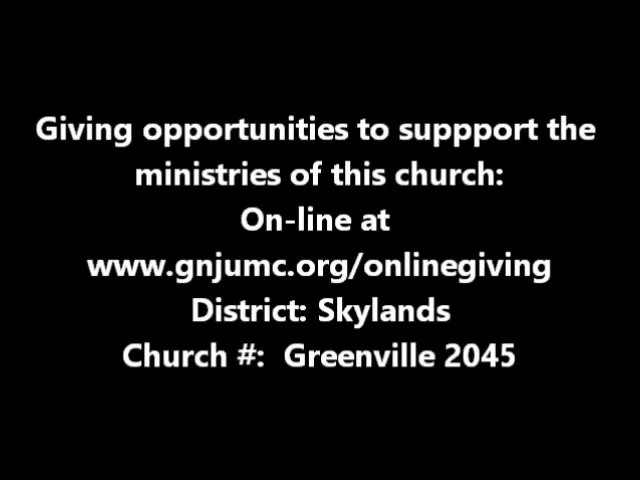 Giving opportunities to suppport the
ministries of this church:
On-line at
www.gnjumc.org/onlinegiving
District: Skylands
Church #:  Greenville 2045